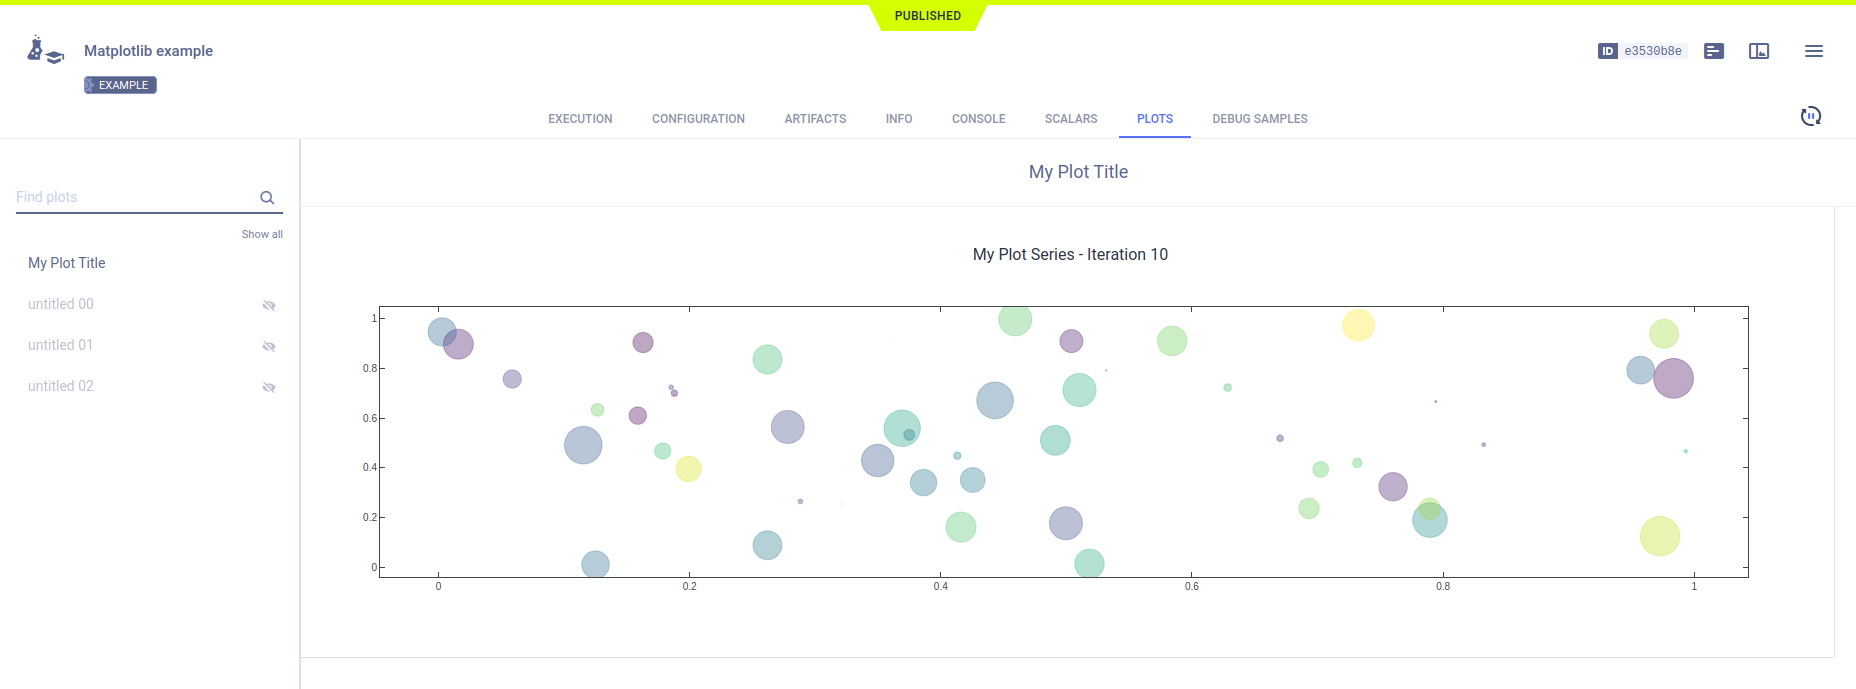 PUBLISHED
Matplotlib example
EXAMPLE
ID e3530b8e
EXECUTION CONFIGURATION ARTIFACTS INFO CONSOLE SCALARS PLOTS DEBUG SAMPLES
Find plots
Show all
My Plot Title
untitled 00
untitled 01
untitled 02
My Plot Title
My Plot Series - Iteration 10
1
0.8
0.6
0.4
0.2
0
0 0.2 0.4 0.6 0.8 1